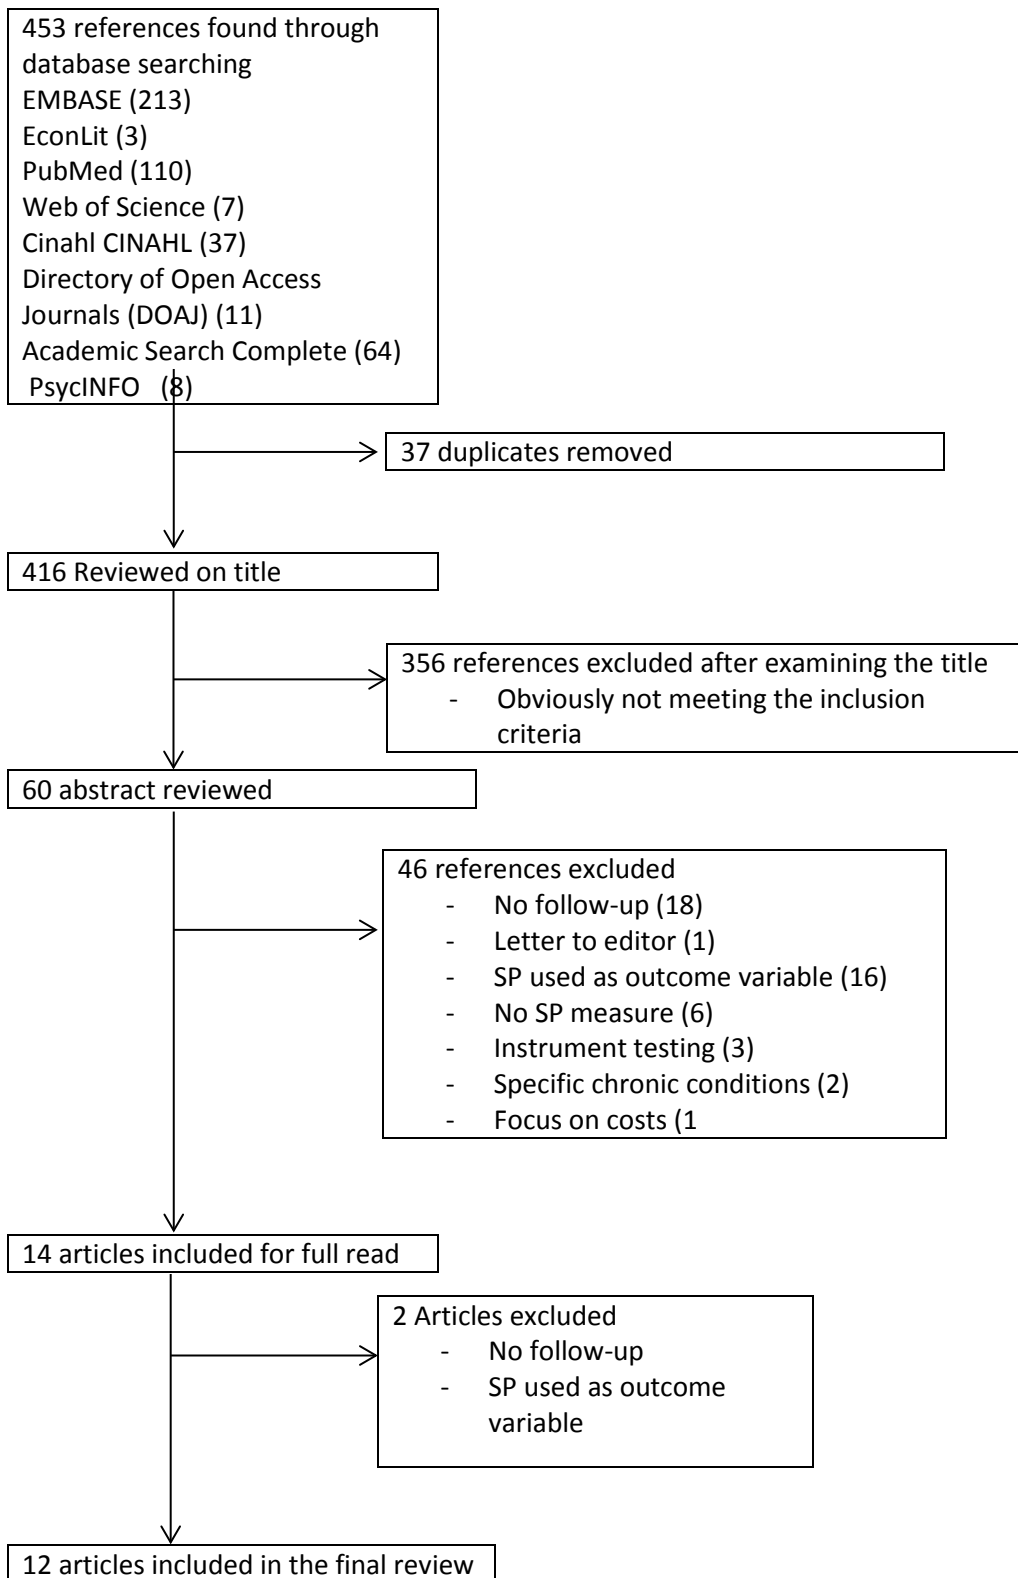 453 references found through
database searching
EMBASE (213)
EconLit (3)
PubMed (110)
Web of Science (7)
Cinahl CINAHL (37)
Directory of Open Access
Journals (DOAJ) (11)
Academic Search Complete (64)
PsycINFO (8)
37 duplicates removed
416 Reviewed on title
356 references excluded after examining the title
- Obviously not meeting the inclusion
criteria
60 abstract reviewed
46 references excluded
- No follow-up (18)
- Letter to editor (1)
- SP used as outcome variable (16)
- No SP measure (6)
- Instrument testing (3)
- Specific chronic conditions (2)
- Focus on costs (1
14 articles included for full read
2 Articles excluded
- No follow-up
- SP used as outcome
variable
12 articles included in the final review